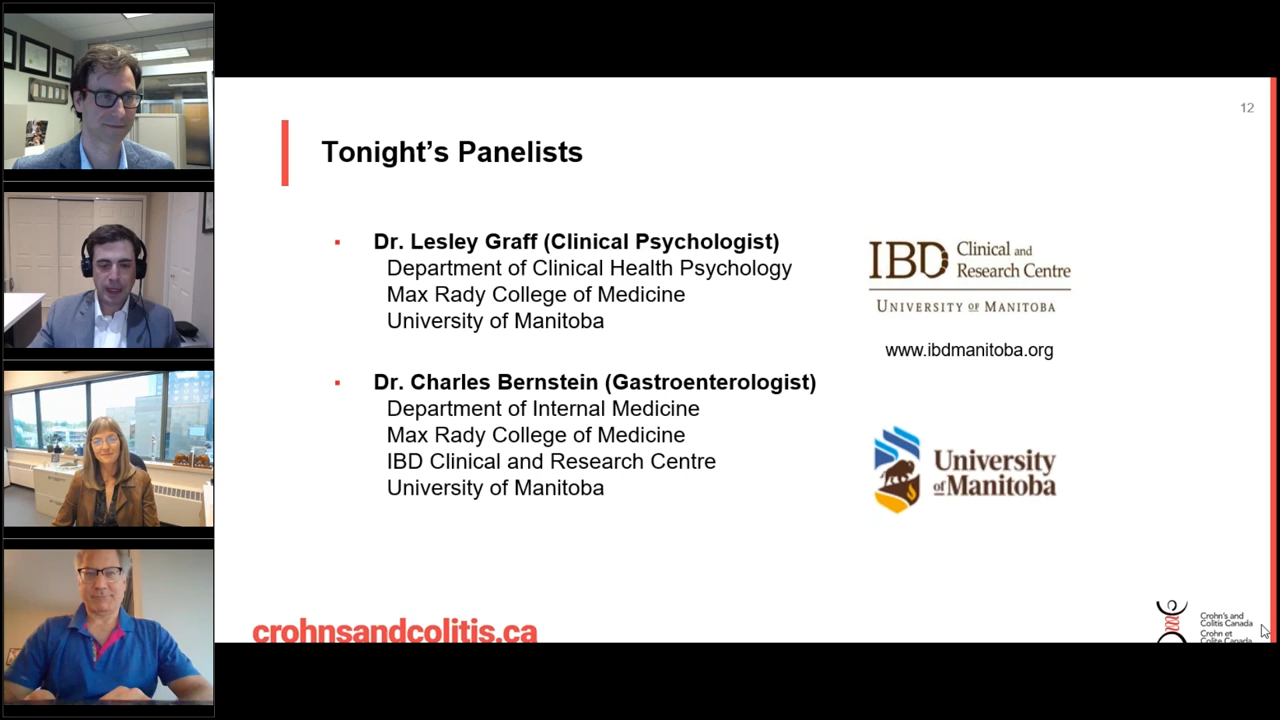 12
Tonight’s Panelists
▪ Dr. Lesley Graff (Clinical Psychologist)
Department of Clinical Health Psychology
Max Rady College of Medicine
University of Manitoba
IBD Clinical and Research Centre
UNIVERSITY OF MANITOBA
www.ibdmanitoba.org
▪ Dr. Charles Bernstein (Gastroenterologist)
Department of Internal Medicine
Max Rady College of Medicine
IBD Clinical and Research Centre
University of Manitoba
University
of Manitoba
crohnsandcolitis.ca
Crohn's and
Colitis Canada
Crohn et
Colite Canada